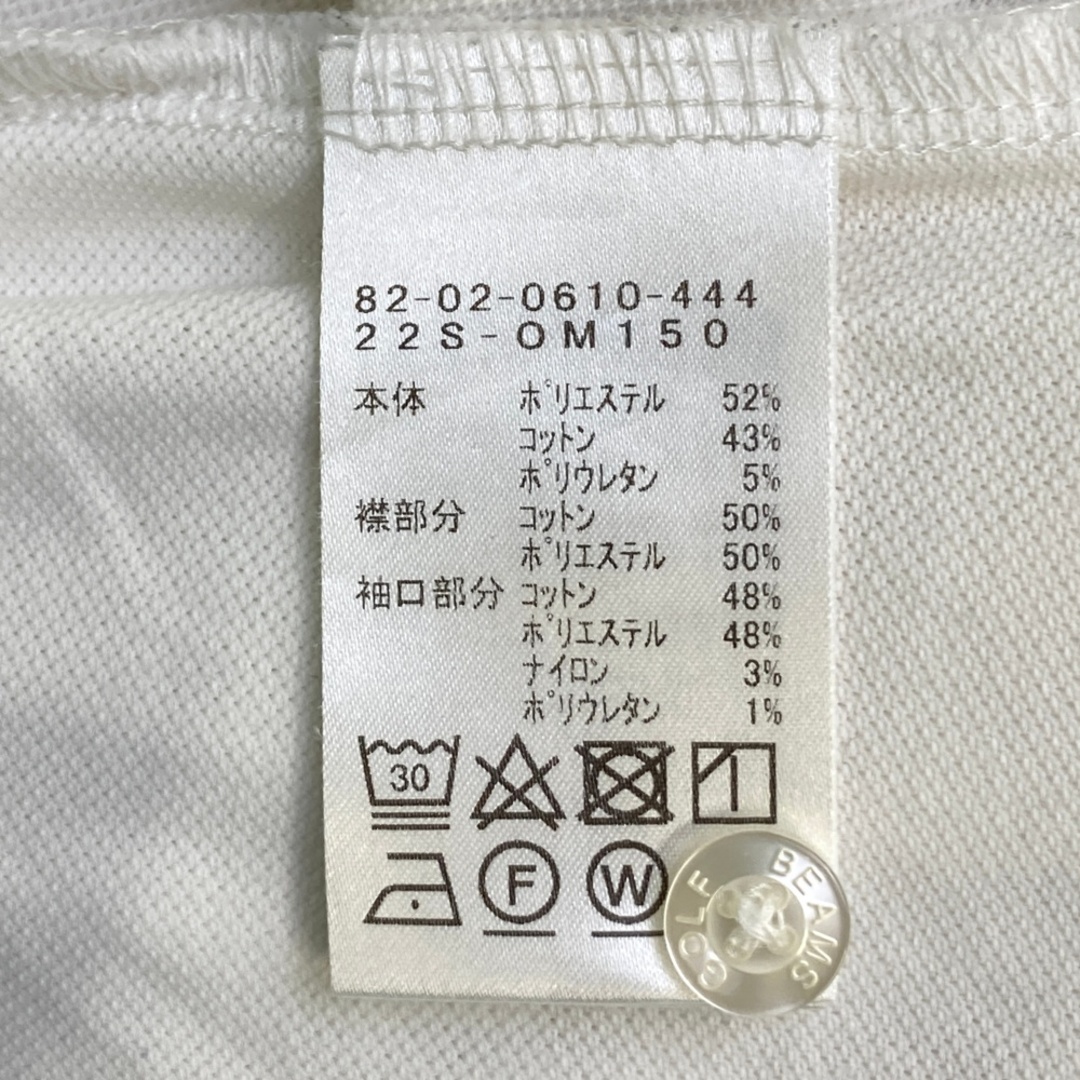 82-02-0610-444
22S-OM150
本体 ポリエステル 52%
コットン 43%
ポリウレタン 5%
襟部分 コットン 50%
ポリエステル 50%
袖口部分 コットン 48%
ポリエステル 48%
ナイロン 3%
ポリウレタン 1%
30
F W
BEAMS GOLF